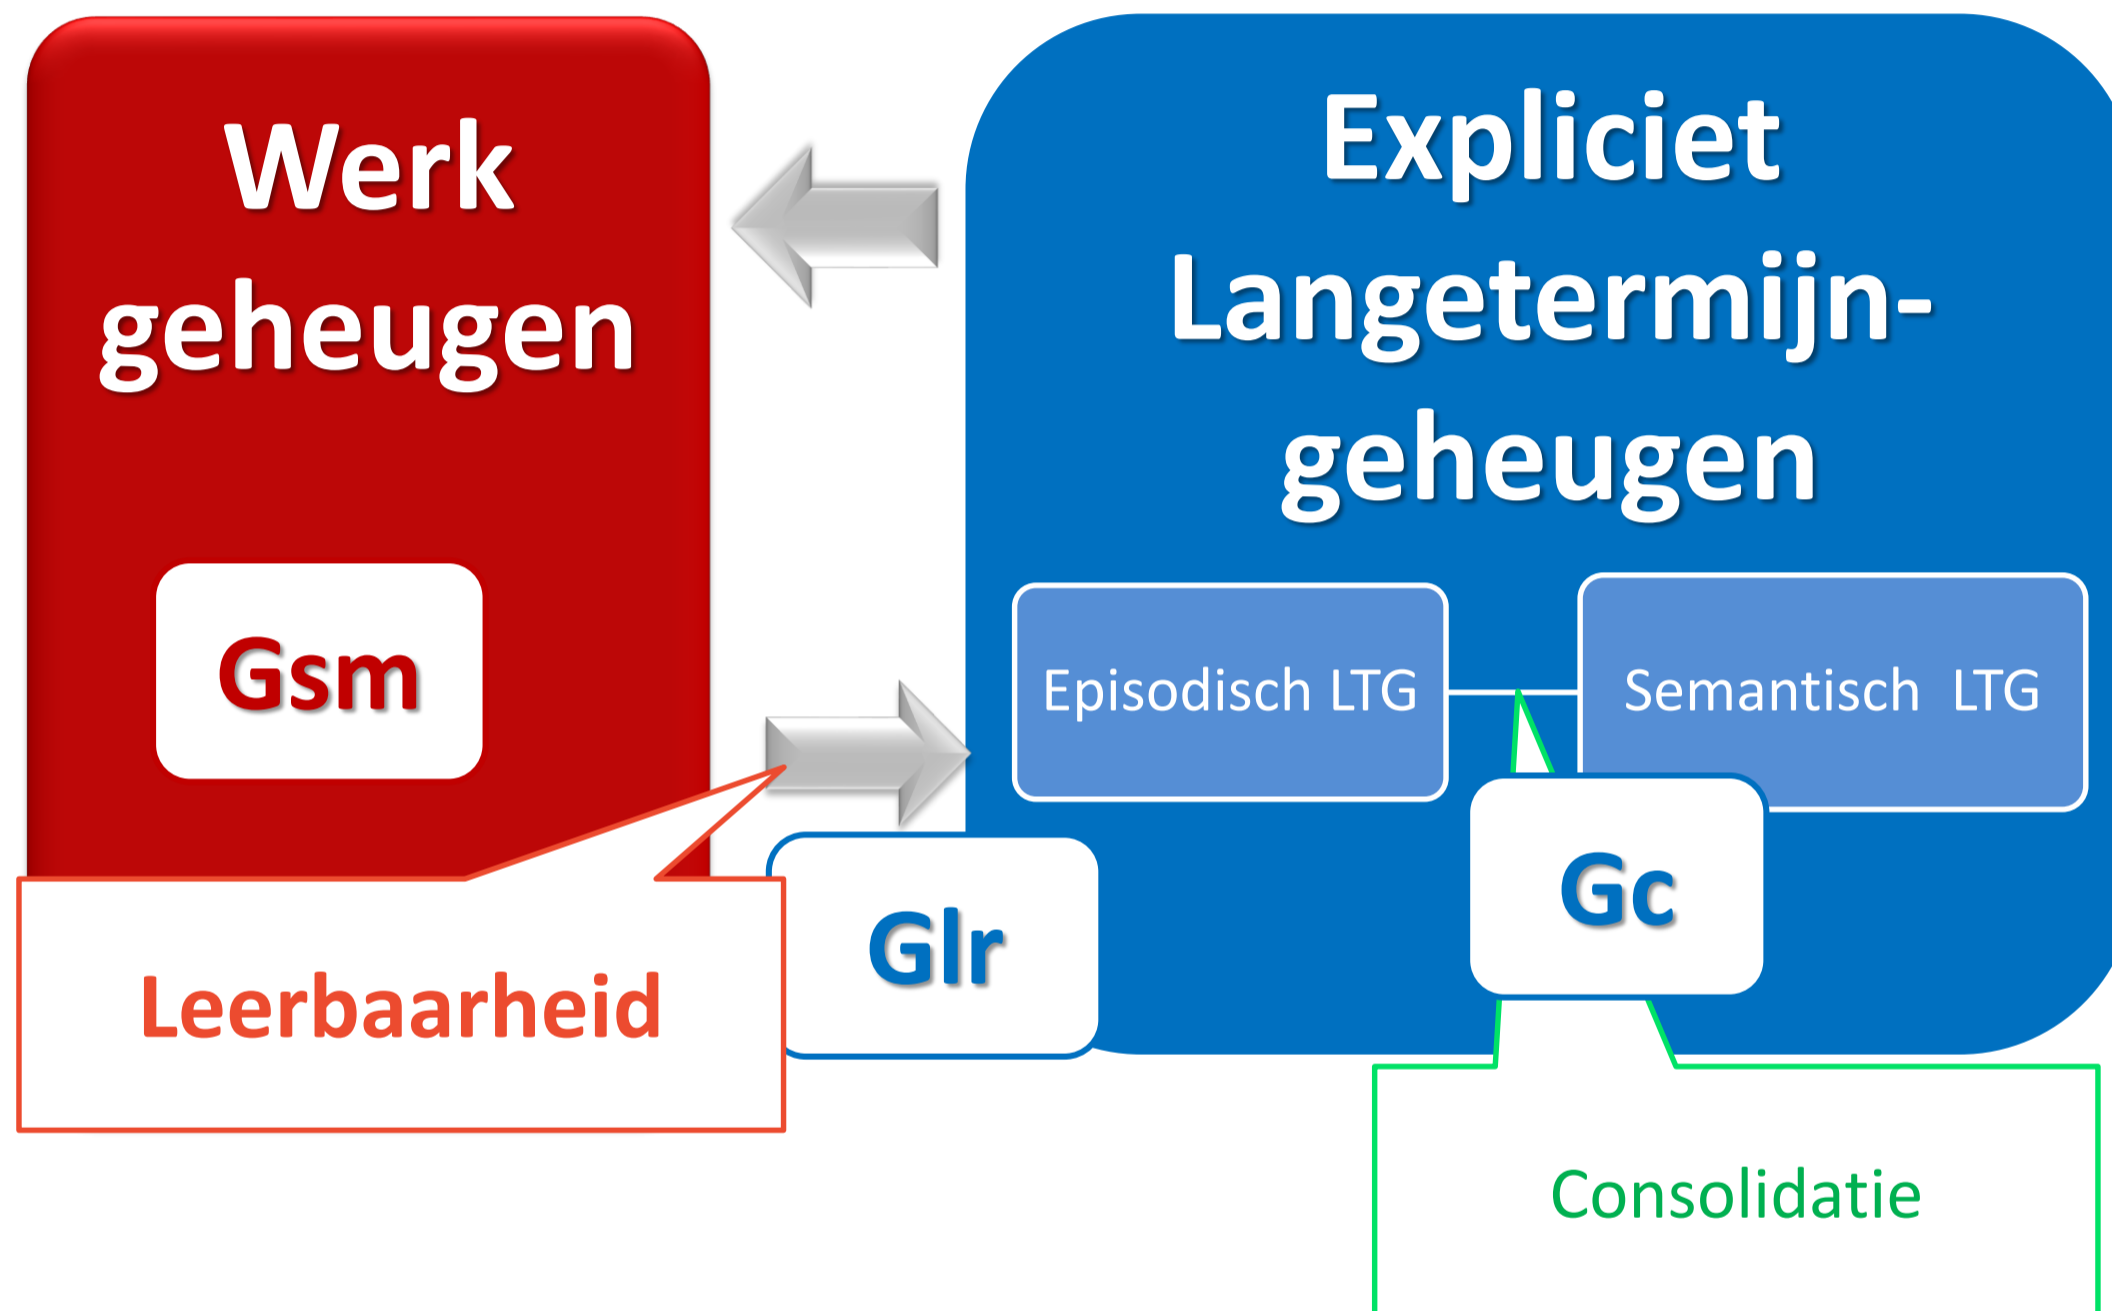 Werk
geheugen
Gsm
Leerbaarheid
Glr
Expliciet
Langetermijn-
geheugen
Episodisch LTG
Semantisch LTG
Gc
Consolidatie